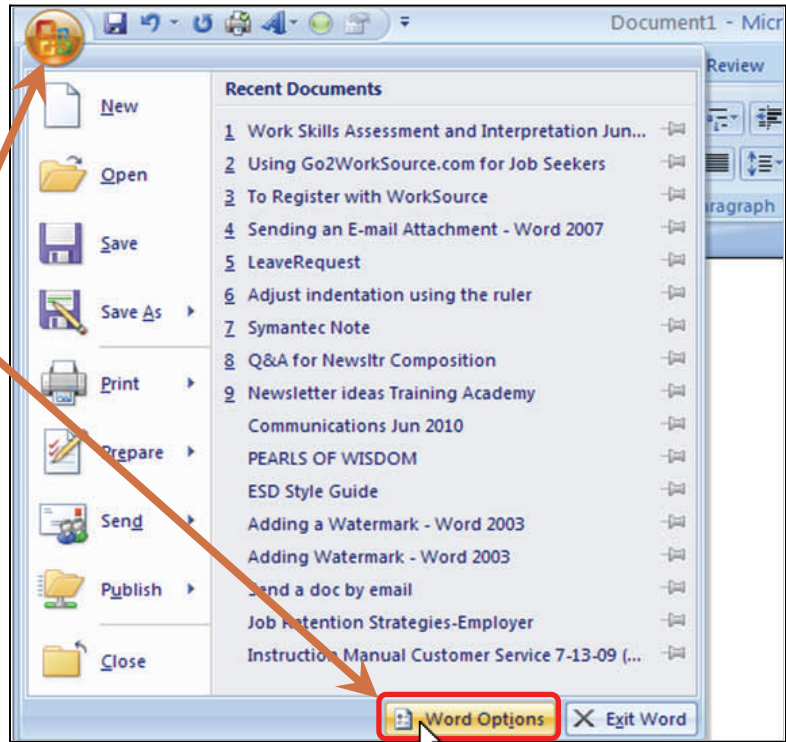 Document1 - Micr
Review
aragraph
New
Open
Save
Save As
Print
Prepare
Send
Publish
Close
Recent Documents
1 Work Skills Assessment and Interpretation Jun...
2 Using Go2WorkSource.com for Job Seekers
3 To Register with WorkSource
4 Sending an E-mail Attachment - Word 2007
5 LeaveRequest
6 Adjust indentation using the ruler
7 Symantec Note
8 Q&A for Newsltr Composition
9 Newsletter ideas Training Academy
Communications Jun 2010
PEARLS OF WISDOM
ESD Style Guide
Adding a Watermark - Word 2003
Adding Watermark - Word 2003
Send a doc by email
Job Retention Strategies-Employer
Instruction Manual Customer Service 7-13-09 (...
Word Options
Exit Word